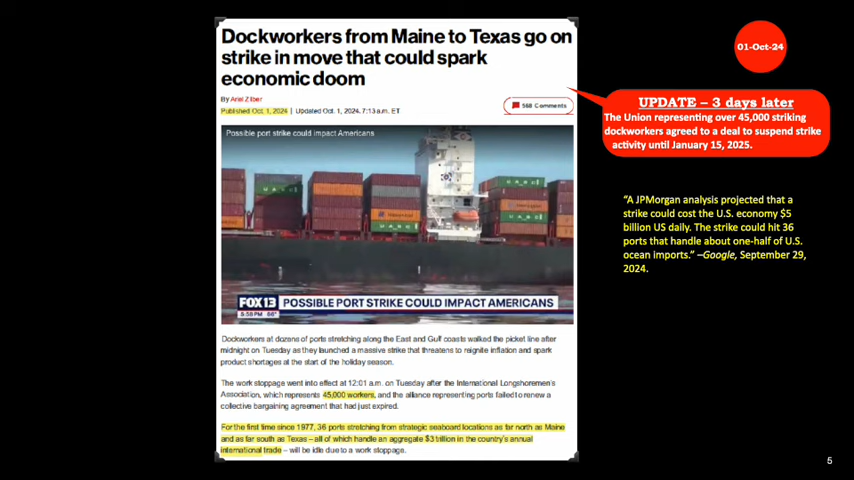 Dockworkers from Maine to Texas go on
strike in move that could spark
economic doom
By Ariel Zilber
Published Oct. 1, 2024 | Updated Oct. 1, 2024, 7:13 a.m. ET
568 Comments
Possible port strike could impact Americans
FOX13
8:58 PM 86°
POSSIBLE PORT STRIKE COULD IMPACT AMERICANS
Dockworkers at dozens of ports stretching along the East and Gulf coasts walked the picket line after
midnight on Tuesday as they launched a massive strike that threatens to reignite inflation and spark
product shortages at the start of the holiday season.
The work stoppage went into effect at 12:01 a.m. on Tuesday after the International Longshoremen's
Association, which represents 45,000 workers, and the alliance representing ports failed to renew a
collective bargaining agreement that had just expired.
For the first time since 1977, 36 ports stretching from strategic seaboard locations as far north as Maine
and as far south as Texas – all of which handle an aggregate $3 trillion in the country's annual
international trade – will be idle due to a work stoppage.
01-Oct-24
UPDATE – 3 days later
The Union representing over 45,000 striking
dockworkers agreed to a deal to suspend strike
activity until January 15, 2025.
“A JPMorgan analysis projected that a
strike could cost the U.S. economy $5
billion US daily. The strike could hit 36
ports that handle about one-half of U.S.
ocean imports.” –Google, September 29,
2024.
5